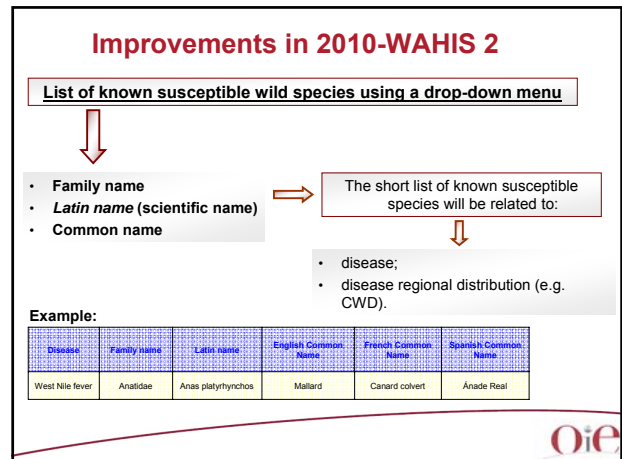 Improvements in 2010-WAHIS 2
List of known susceptible wild species using a drop-down menu
• Family name
• Latin name (scientific name)
• Common name
The short list of known susceptible
species will be related to:
• disease;
• disease regional distribution (e.g.
CWD).
Example:
Disease Family name Latin name English Common Name French Common Name Spanish Common Name
West Nile fever Anatidae Anas platyrhynchos Mallard Canard colvert Ánade Real
OiE